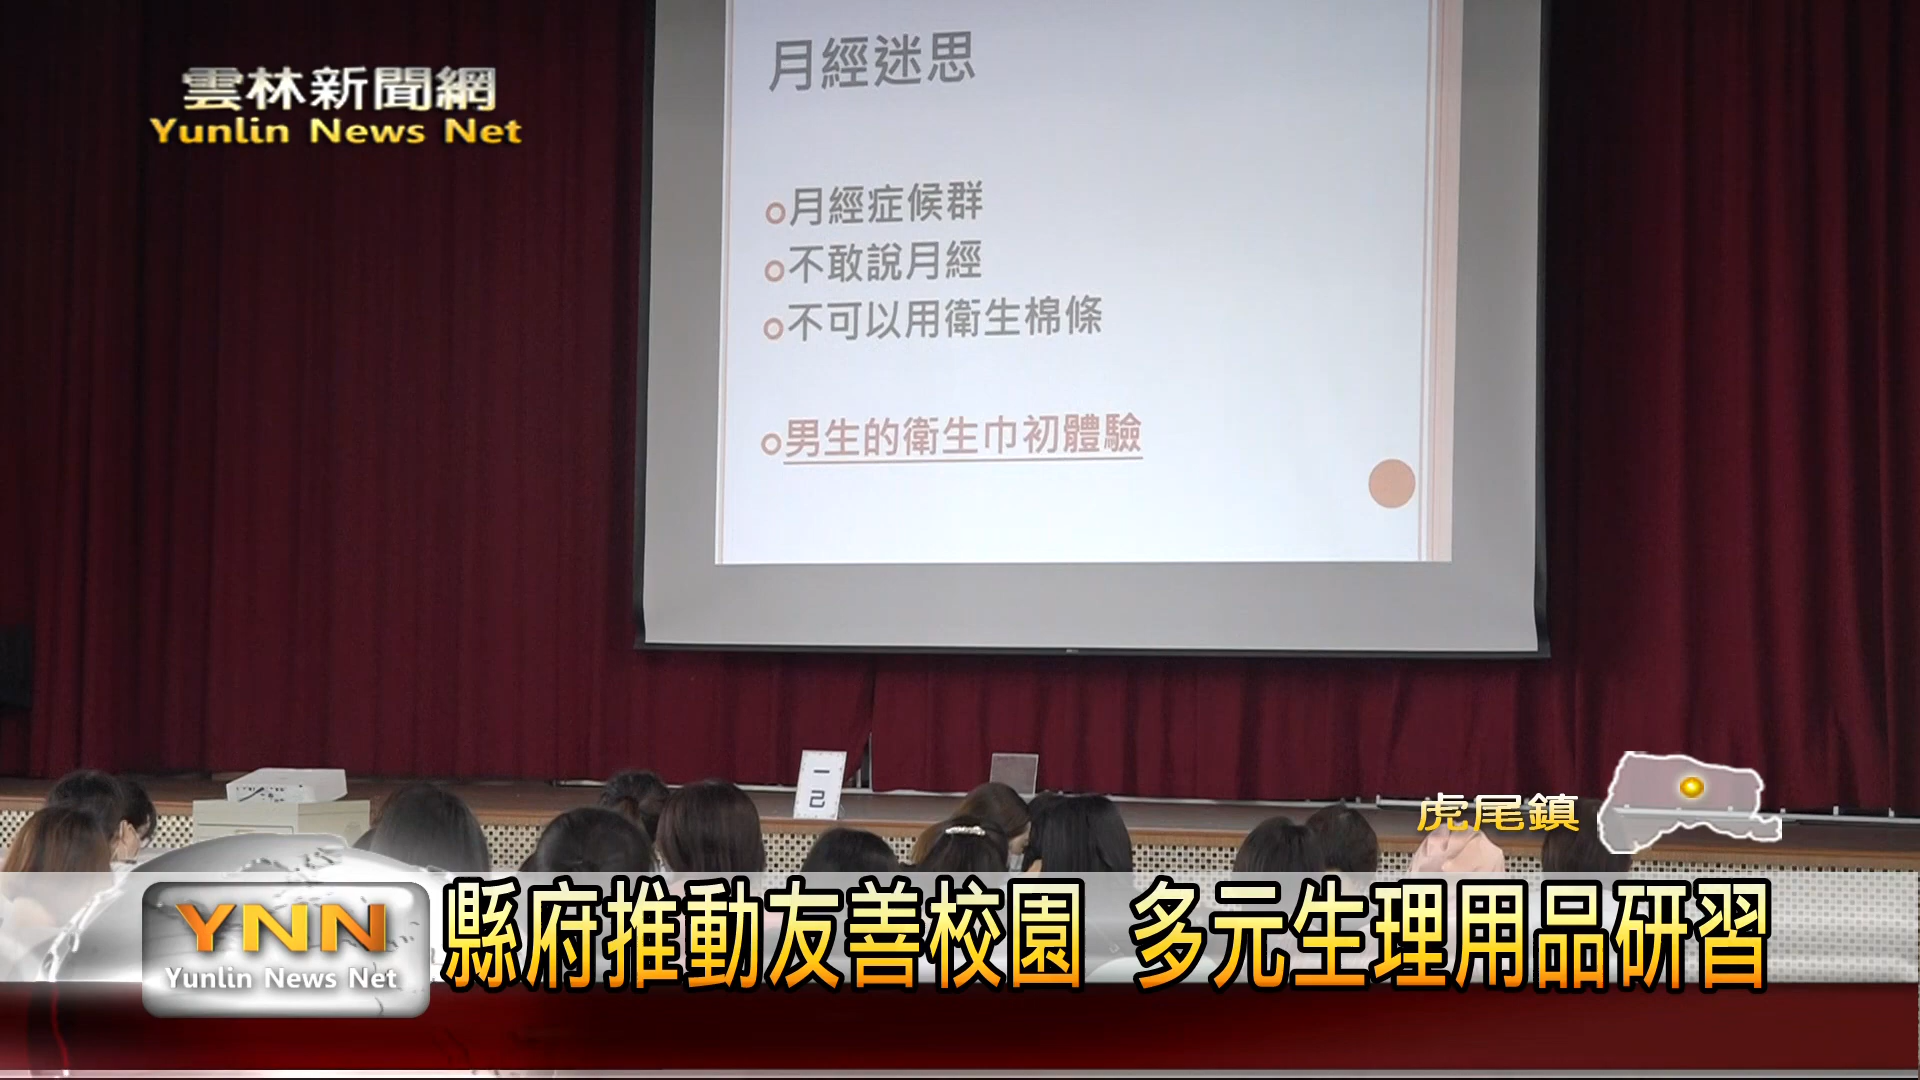 雲林新聞網
Yunlin News Net
月經迷思
月經症候群
不敢說月經
不可以用衛生棉條
男生的衛生巾初體驗
一
己
虎尾鎮
YNN
Yunlin News Net
縣府推動友善校園 多元生理用品研習